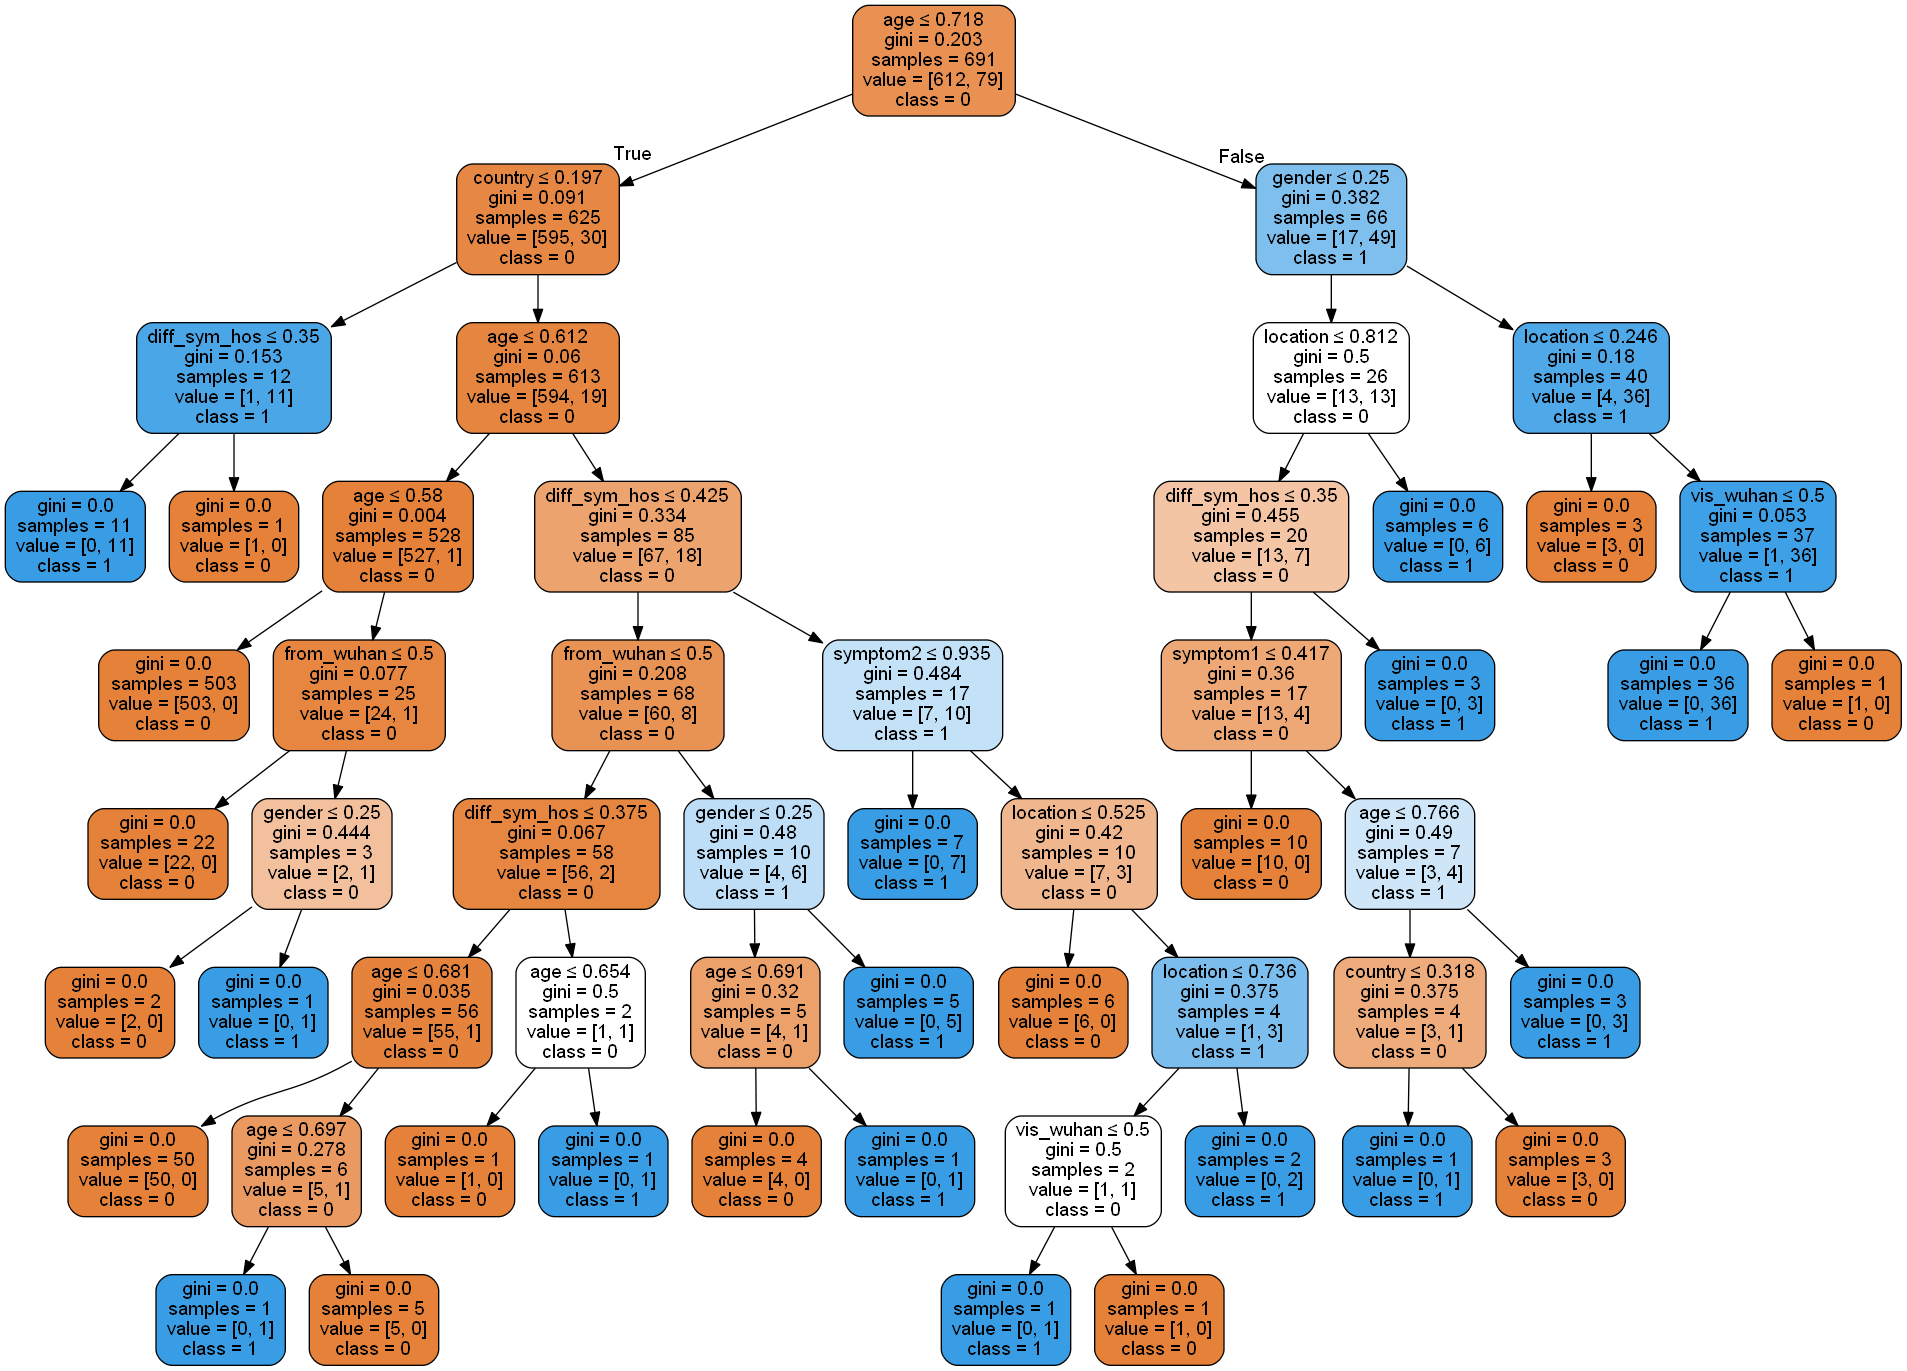 age ≤ 0.718
gini = 0.203
samples = 691
value = [612, 79]
class = 0
True
False
country ≤ 0.197
gini = 0.091
samples = 625
value = [595, 30]
class = 0
gender ≤ 0.25
gini = 0.382
samples = 66
value = [17, 49]
class = 1
diff_sym_hos ≤ 0.35
gini = 0.153
samples = 12
value = [1, 11]
class = 1
age ≤ 0.612
gini = 0.06
samples = 613
value = [594, 19]
class = 0
location ≤ 0.812
gini = 0.5
samples = 26
value = [13, 13]
class = 0
location ≤ 0.246
gini = 0.18
samples = 40
value = [4, 36]
class = 1
gini = 0.0
samples = 11
value = [0, 11]
class = 1
gini = 0.0
samples = 1
value = [1, 0]
class = 0
age ≤ 0.58
gini = 0.004
samples = 528
value = [527, 1]
class = 0
diff_sym_hos ≤ 0.425
gini = 0.334
samples = 85
value = [67, 18]
class = 0
diff_sym_hos ≤ 0.35
gini = 0.455
samples = 20
value = [13, 7]
class = 0
gini = 0.0
samples = 6
value = [0, 6]
class = 1
gini = 0.0
samples = 3
value = [3, 0]
class = 0
vis_wuhan ≤ 0.5
gini = 0.053
samples = 37
value = [1, 36]
class = 1
gini = 0.0
samples = 503
value = [503, 0]
class = 0
from_wuhan ≤ 0.5
gini = 0.077
samples = 25
value = [24, 1]
class = 0
from_wuhan ≤ 0.5
gini = 0.208
samples = 68
value = [60, 8]
class = 0
symptom2 ≤ 0.935
gini = 0.484
samples = 17
value = [7, 10]
class = 1
symptom1 ≤ 0.417
gini = 0.36
samples = 17
value = [13, 4]
class = 0
gini = 0.0
samples = 3
value = [0, 3]
class = 1
gini = 0.0
samples = 36
value = [0, 36]
class = 1
gini = 0.0
samples = 1
value = [1, 0]
class = 0
gini = 0.0
samples = 22
value = [22, 0]
class = 0
gender ≤ 0.25
gini = 0.444
samples = 3
value = [2, 1]
class = 0
diff_sym_hos ≤ 0.375
gini = 0.067
samples = 58
value = [56, 2]
class = 0
gender ≤ 0.25
gini = 0.48
samples = 10
value = [4, 6]
class = 1
gini = 0.0
samples = 7
value = [0, 7]
class = 1
location ≤ 0.525
gini = 0.42
samples = 10
value = [7, 3]
class = 0
gini = 0.0
samples = 10
value = [10, 0]
class = 0
age ≤ 0.766
gini = 0.49
samples = 7
value = [3, 4]
class = 1
gini = 0.0
samples = 2
value = [2, 0]
class = 0
gini = 0.0
samples = 1
value = [0, 1]
class = 1
age ≤ 0.681
gini = 0.035
samples = 56
value = [55, 1]
class = 0
age ≤ 0.654
gini = 0.5
samples = 2
value = [1, 1]
class = 0
age ≤ 0.691
gini = 0.32
samples = 5
value = [4, 1]
class = 0
gini = 0.0
samples = 5
value = [0, 5]
class = 1
gini = 0.0
samples = 6
value = [6, 0]
class = 0
location ≤ 0.736
gini = 0.375
samples = 4
value = [1, 3]
class = 1
country ≤ 0.318
gini = 0.375
samples = 4
value = [3, 1]
class = 0
gini = 0.0
samples = 3
value = [0, 3]
class = 1
gini = 0.0
samples = 50
value = [50, 0]
class = 0
age ≤ 0.697
gini = 0.278
samples = 6
value = [5, 1]
class = 0
gini = 0.0
samples = 1
value = [1, 0]
class = 0
gini = 0.0
samples = 1
value = [0, 1]
class = 1
gini = 0.0
samples = 4
value = [4, 0]
class = 0
gini = 0.0
samples = 1
value = [0, 1]
class = 1
vis_wuhan ≤ 0.5
gini = 0.5
samples = 2
value = [1, 1]
class = 0
gini = 0.0
samples = 2
value = [0, 2]
class = 1
gini = 0.0
samples = 1
value = [0, 1]
class = 1
gini = 0.0
samples = 3
value = [3, 0]
class = 0
gini = 0.0
samples = 1
value = [0, 1]
class = 1
gini = 0.0
samples = 5
value = [5, 0]
class = 0
gini = 0.0
samples = 1
value = [0, 1]
class = 1
gini = 0.0
samples = 1
value = [1, 0]
class = 0